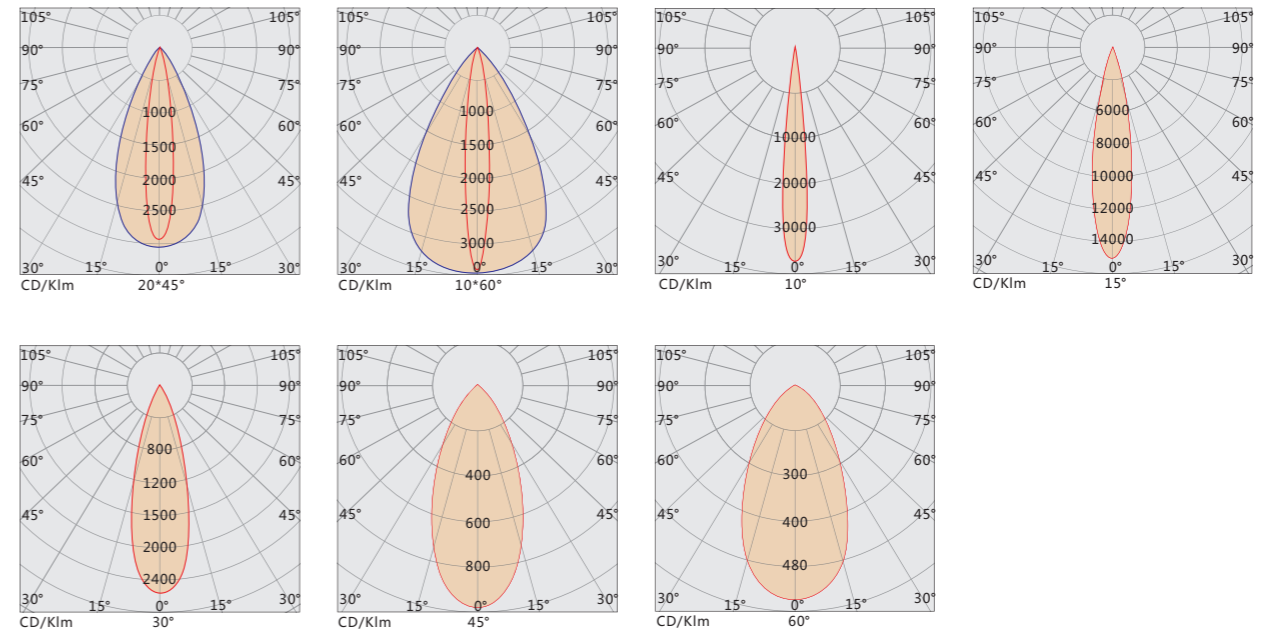 105° 105° 105° 105° 105° 105° 105° 105°
90° 90° 90° 90° 90° 90° 90° 90°
75° 75° 75° 75° 75° 75° 75° 75°
1000 1000 10000 6000
60° 60° 60° 60° 60° 60° 60° 60°
1500 1500 8000
45° 45° 45° 45° 45° 45° 45° 45°
2000 2000 20000 10000
2500 2500 30000 12000
3000 14000
30° 15° 0° 15° 30° 30° 15° 0° 15° 30° 30° 15° 0° 15° 30° 30° 15° 0° 15° 30°
CD/Klm 20*45° CD/Klm 10*60° CD/Klm 10° CD/Klm 15°
105° 105° 105° 105° 105° 105°
90° 90° 90° 90° 90° 90°
75° 75° 75° 75° 75° 75°
800
60° 60° 60° 60° 60° 60°
1200 400 300
45° 45° 45° 45° 45° 45°
1500 600 400
2000 800 480
2400
30° 15° 0° 15° 30° 30° 15° 0° 15° 30° 30° 15° 0° 15° 30°
CD/Klm 30° CD/Klm 45° CD/Klm 60°